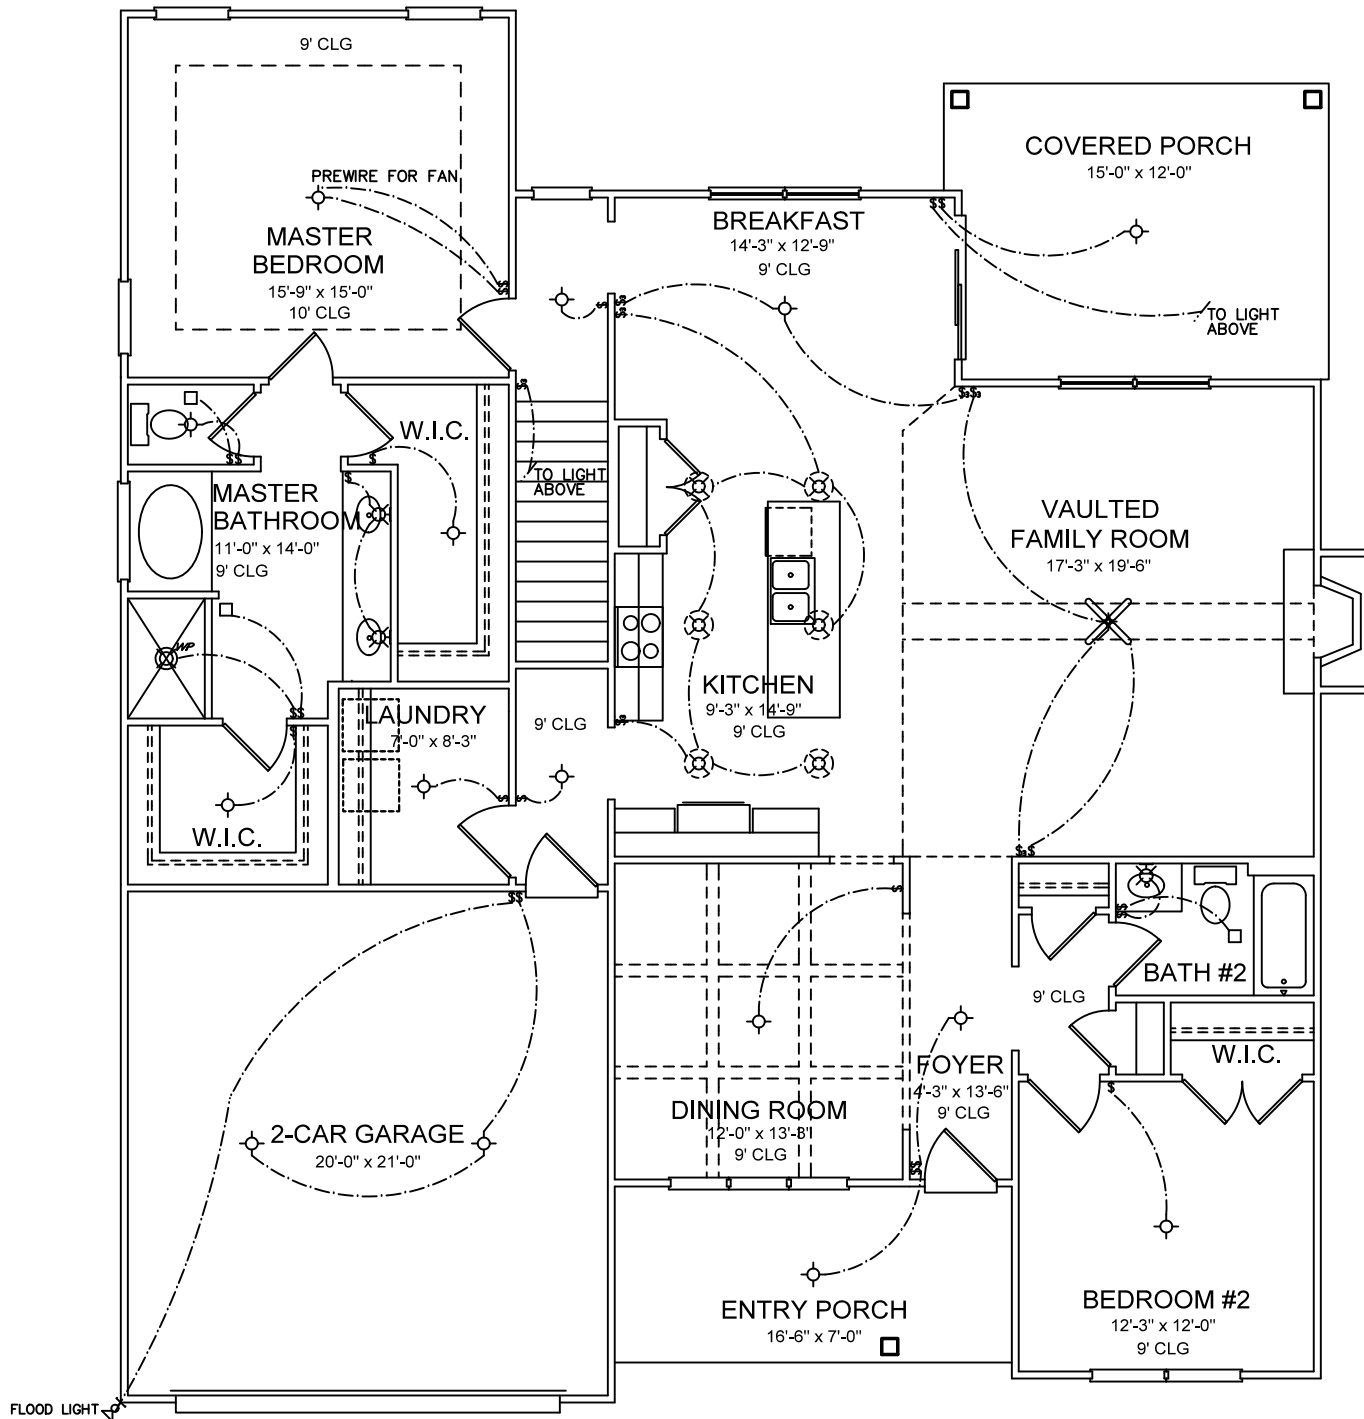 9' CLG
COVERED PORCH
15'-0" x 12'-0"
PREWIRE FOR FAN
MASTER
BEDROOM
15'-9" x 15'-0"
10' CLG
BREAKFAST
14'-3" x 12'-9"
9' CLG
TO LIGHT
ABOVE
W.I.C.
TO LIGHT
ABOVE
MASTER
BATHROOM
11'-0" x 14'-0"
9' CLG
VAULTED
FAMILY ROOM
17'-3" x 19'-6"
WP
KITCHEN
9'-3" x 14'-9"
9' CLG
LAUNDRY
7'-0" x 8'-3"
9' CLG
W.I.C.
BATH #2
9' CLG
W.I.C.
FOYER
4'-3" x 13'-6"
9' CLG
DINING ROOM
12'-0" x 13'-3"
9' CLG
2-CAR GARAGE
20'-0" x 21'-0"
ENTRY PORCH
16'-6" x 7'-0"
BEDROOM #2
12'-3" x 12'-0"
9' CLG
FLOOD LIGHT